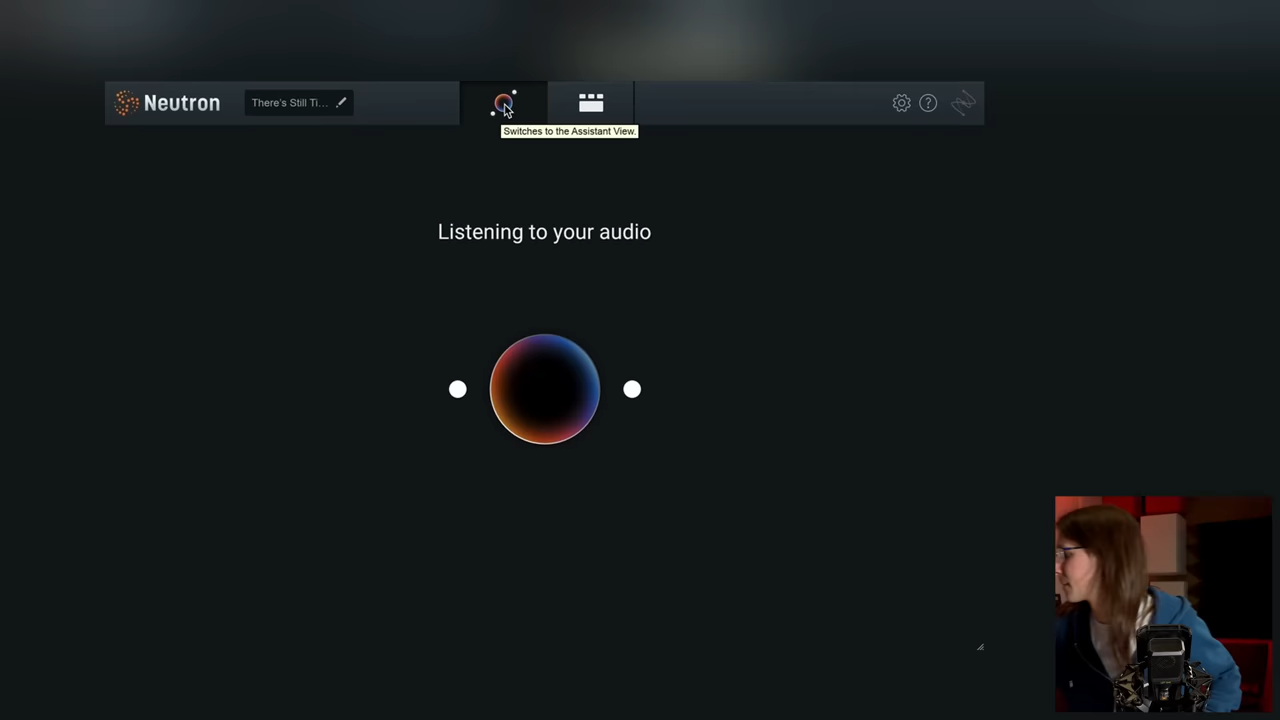 Neutron
There's Still Ti...
?
Switches to the Assistant View.
Listening to your audio